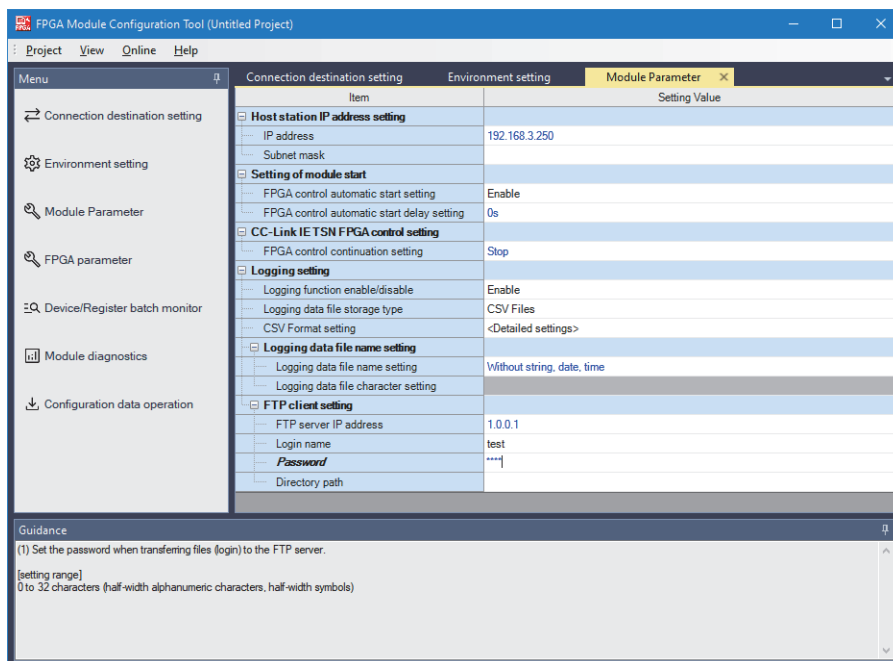 FPGA Module Configuration Tool (Untitled Project)
Project View Online Help
Menu
Connection destination setting
Environment setting
Module Parameter
FPGA parameter
Device/Register batch monitor
Module diagnostics
Configuration data operation
Connection destination setting Environment setting Module Parameter
Item Setting Value
Host station IP address setting
IP address 192.168.3.250
Subnet mask
Setting of module start
FPGA control automatic start setting Enable
FPGA control automatic start delay setting 0s
CC-Link IE TSN FPGA control setting
FPGA control continuation setting Stop
Logging setting
Logging function enable/disable Enable
Logging data file storage type CSV Files
CSV Format setting <Detailed settings>
Logging data file name setting
Logging data file name setting Without string, date, time
Logging data file character setting
FTP client setting
FTP server IP address 1.0.0.1
Login name test
Password ****
Directory path
Guidance
(1) Set the password when transferring files (login) to the FTP server.
[setting range]
0 to 32 characters (half-width alphanumeric characters, half-width symbols)